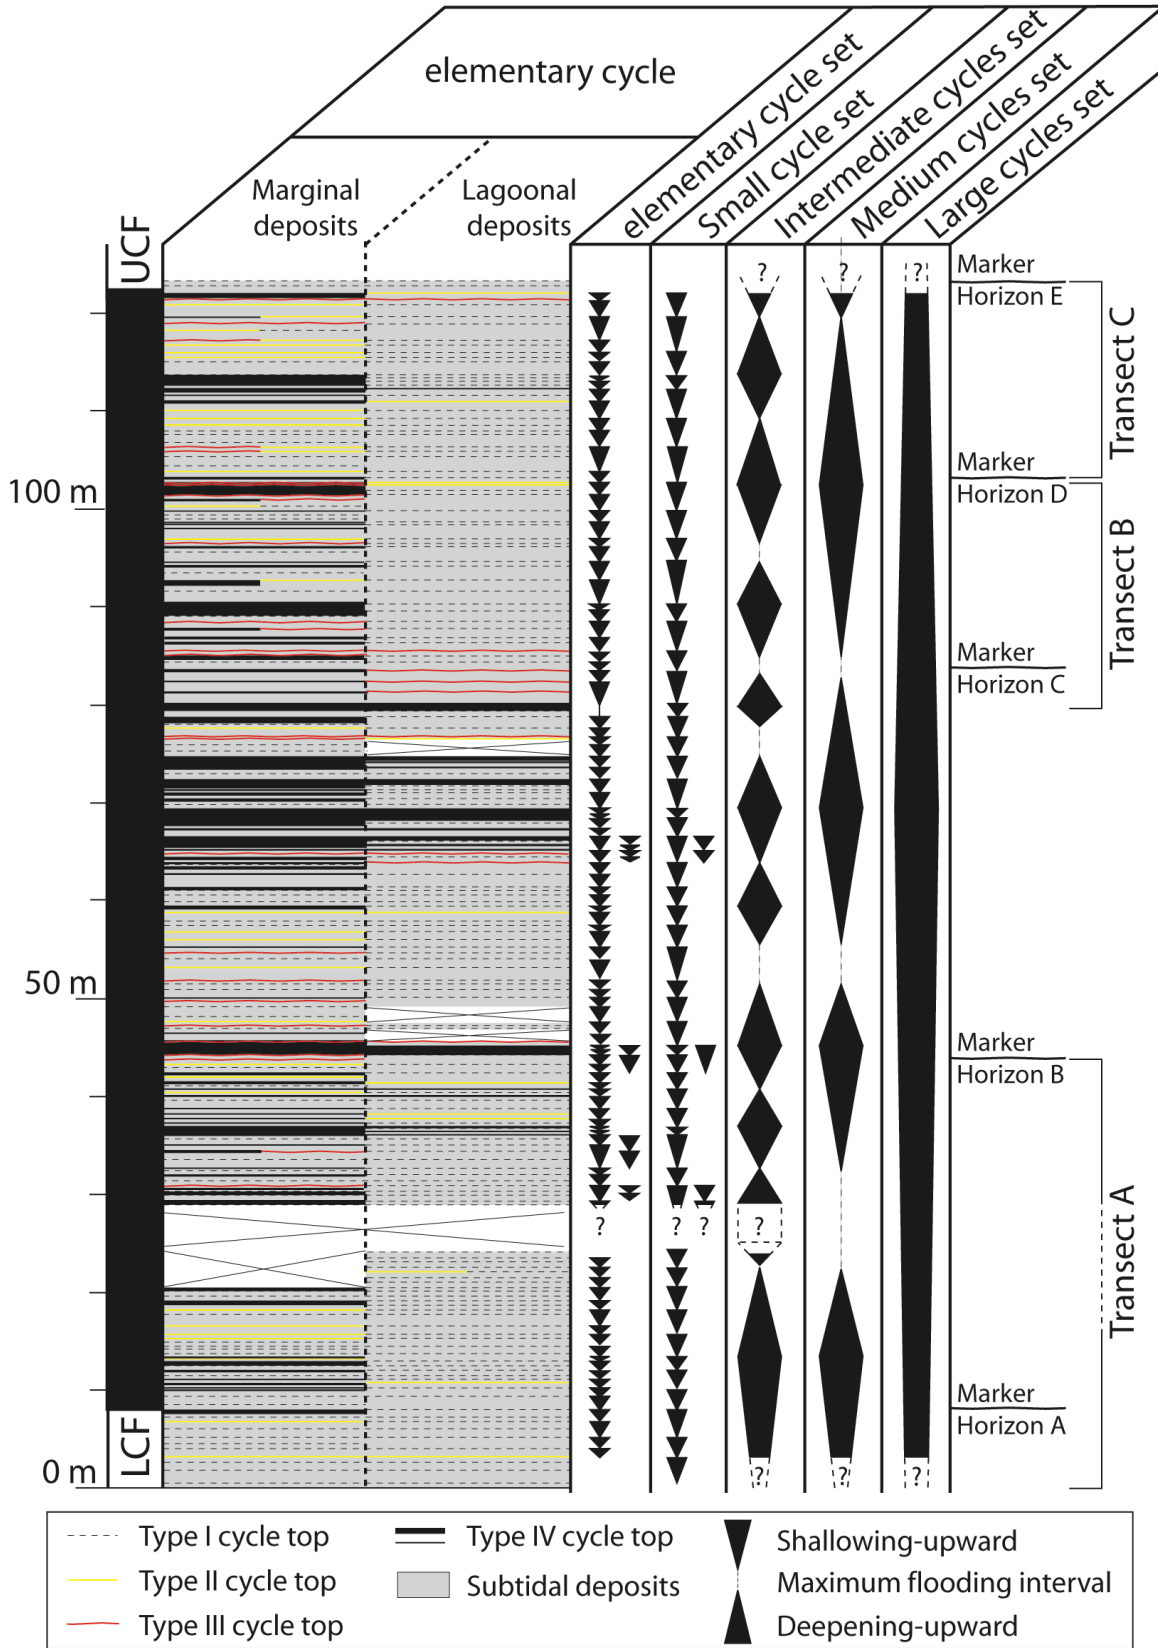 elementary cycle
elementary cycle set
Small cycle set
Intermediate cycles set
Medium cycles set
Large cycles set
Marginal
deposits
Lagoonal
deposits
UCF
?
?
?
Marker
Horizon E
Transect C
Marker
Horizon D
100 m
Transect B
Marker
Horizon C
50 m
Marker
Horizon B
Transect A
?
?
?
?
Marker
Horizon A
LCF
0 m
?
?
?
Type I cycle top
Type II cycle top
Type III cycle top
Type IV cycle top
Subtidal deposits
Shallowing-upward
Maximum flooding interval
Deepening-upward